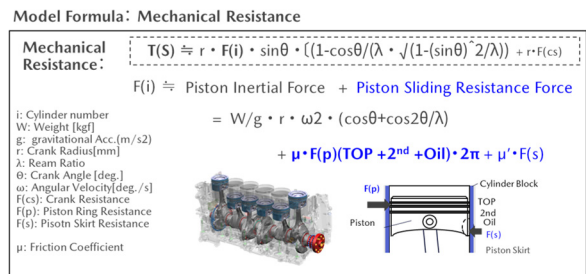 Model Formula: Mechanical Resistance
Mechanical Resistance:
T(S) ≒ r・F(i)・sinθ・〔(1-cosθ/(λ・√(1-(sinθ)^2/λ)) + r・F(cs)
F(i) ≒ Piston Inertial Force + Piston Sliding Resistance Force
= W/g・r・ω2・(cosθ+cos2θ/λ)
+ μ・F(p)(TOP +2nd +Oil)・2π + μ'・F(s)
i: Cylinder number
W: Weight [kgf]
g: gravitational Acc.(m/s2)
r: Crank Radius[mm]
λ: Ream Ratio
Θ: Crank Angle [deg.]
ω: Angular Velocity[deg./s]
F(cs): Crank Resistance
F(p): Piston Ring Resistance
F(s): Pisotn Skirt Resistance
μ: Friction Coefficient
F(p)
Cylinder Block
TOP
2nd
Oil
Piston
F(s)
Piston Skirt